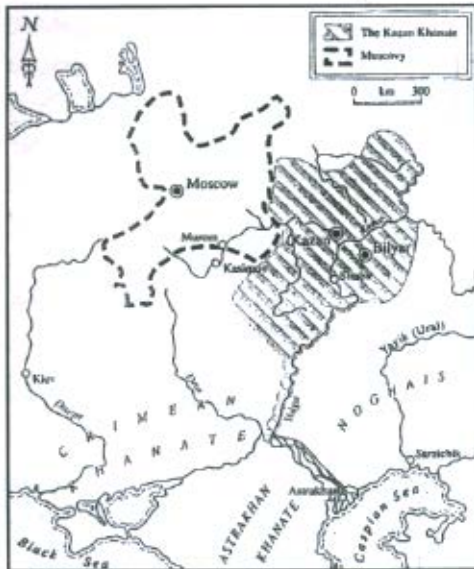 N
The Kazan Khanate
Muscovy
0 km 300
Moscow
Murom
Kazan
Bilyar
Kasimov
Yayik (Ural)
Kiev
Dnepr
Don
Volga
NOGHAIS
CRIMEAN
KHANATE
Saraichik
Astrakhan
ASTRAKHAN
KHANATE
Caspian Sea
Black Sea